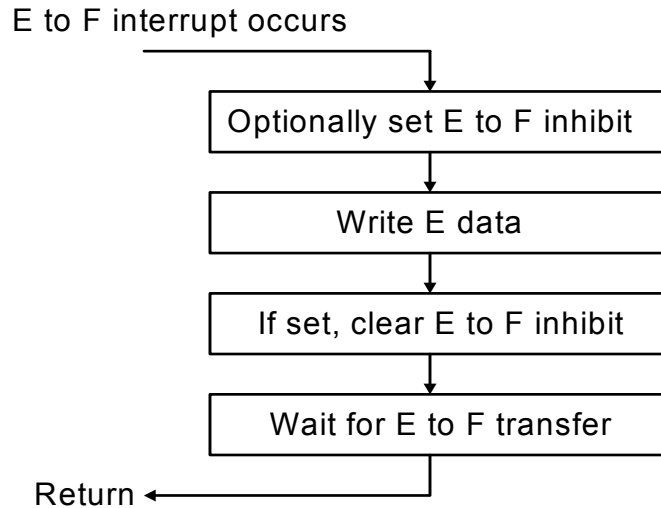 E to F interrupt occurs
Optionally set E to F inhibit
Write E data
If set, clear E to F inhibit
Wait for E to F transfer
Return